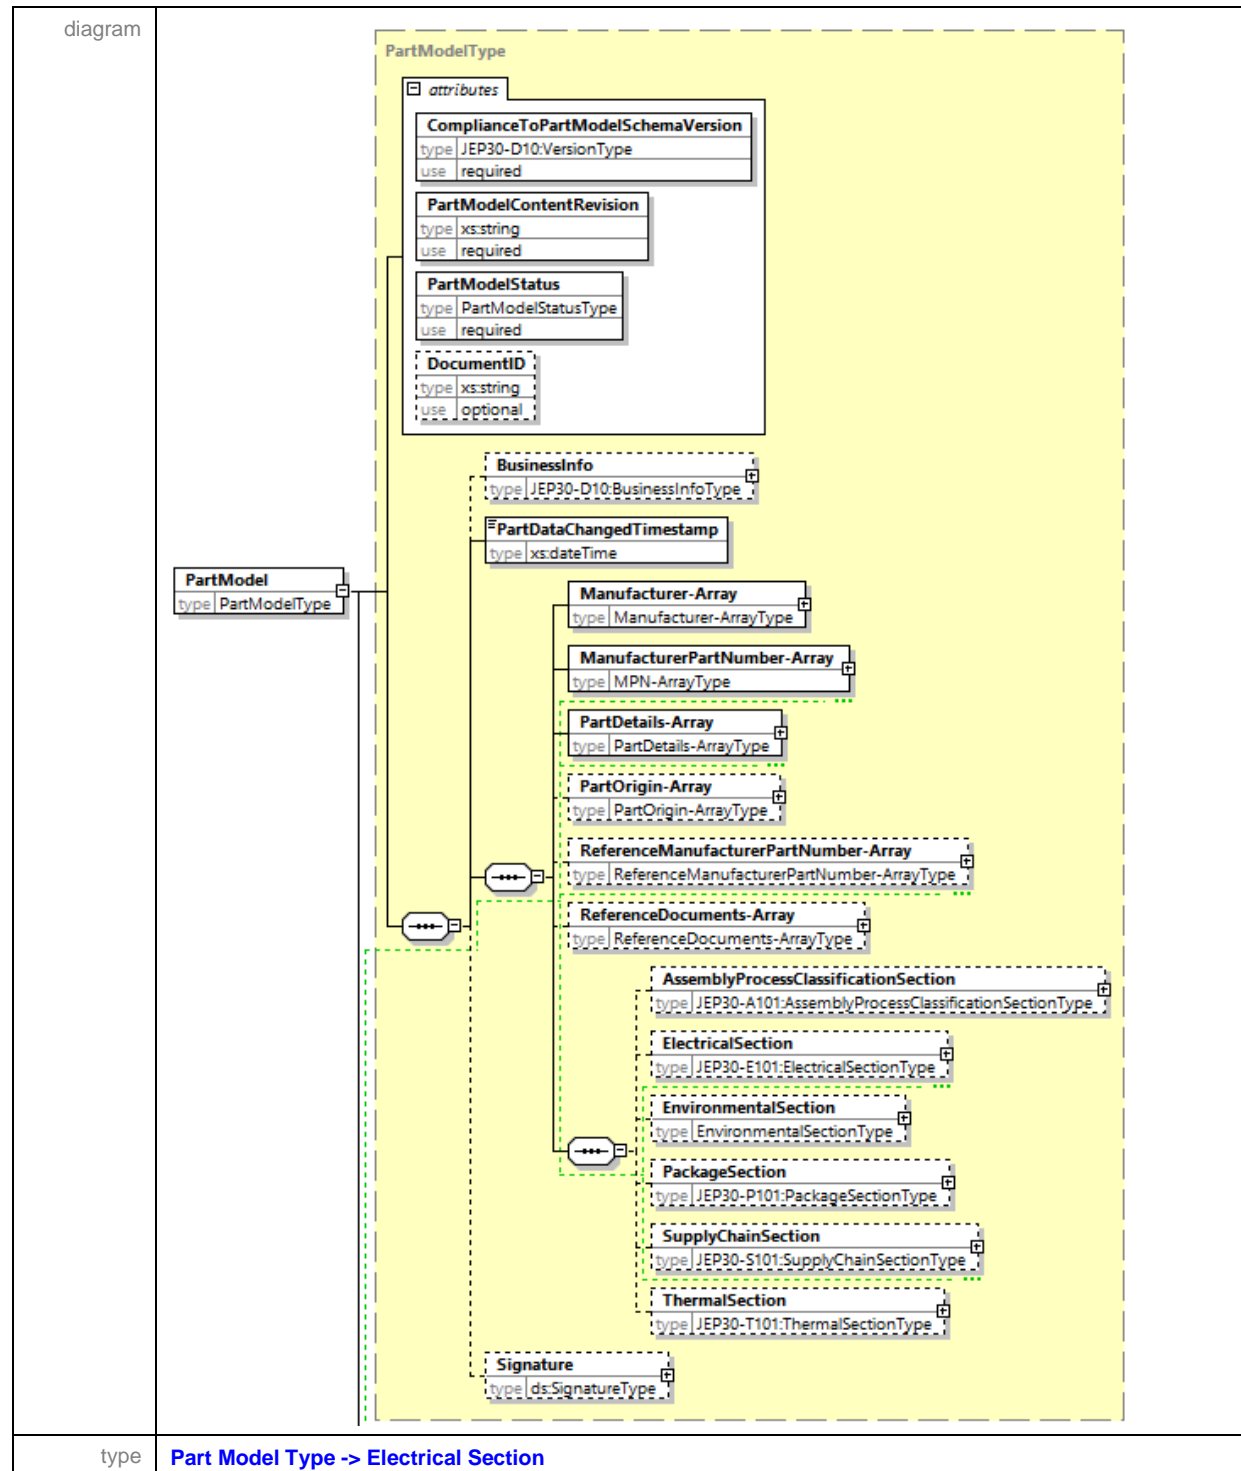 diagram
PartModelType
attributes
ComplianceToPartModelSchemaVersion
type JEP30-D10:VersionType
use required
PartModelContentRevision
type xs:string
use required
PartModelStatus
type PartModelStatusType
use required
DocumentID
type xs:string
use optional
BusinessInfo
type JEP30-D10:BusinessInfoType
PartDataChangedTimestamp
type xs:dateTime
PartModel
type PartModelType
Manufacturer-Array
type Manufacturer-ArrayType
ManufacturerPartNumber-Array
type MPN-ArrayType
PartDetails-Array
type PartDetails-ArrayType
PartOrigin-Array
type PartOrigin-ArrayType
ReferenceManufacturerPartNumber-Array
type ReferenceManufacturerPartNumber-ArrayType
ReferenceDocuments-Array
type ReferenceDocuments-ArrayType
AssemblyProcessClassificationSection
type JEP30-A101:AssemblyProcessClassificationSectionType
ElectricalSection
type JEP30-E101:ElectricalSectionType
EnvironmentalSection
type EnvironmentalSectionType
PackageSection
type JEP30-P101:PackageSectionType
SupplyChainSection
type JEP30-S101:SupplyChainSectionType
ThermalSection
type JEP30-T101:ThermalSectionType
Signature
type ds:SignatureType
type Part Model Type -> Electrical Section